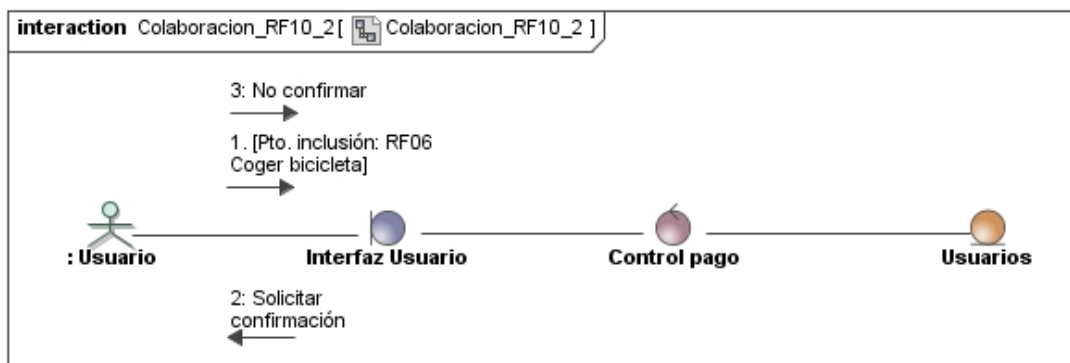 interaction Colaboracion_RF10_2[ Colaboracion_RF10_2 ]
3: No confirmar
1. [Pto. inclusión: RF06
Coger bicicleta]
: Usuario
Interfaz Usuario
Control pago
Usuarios
2: Solicitar
confirmación